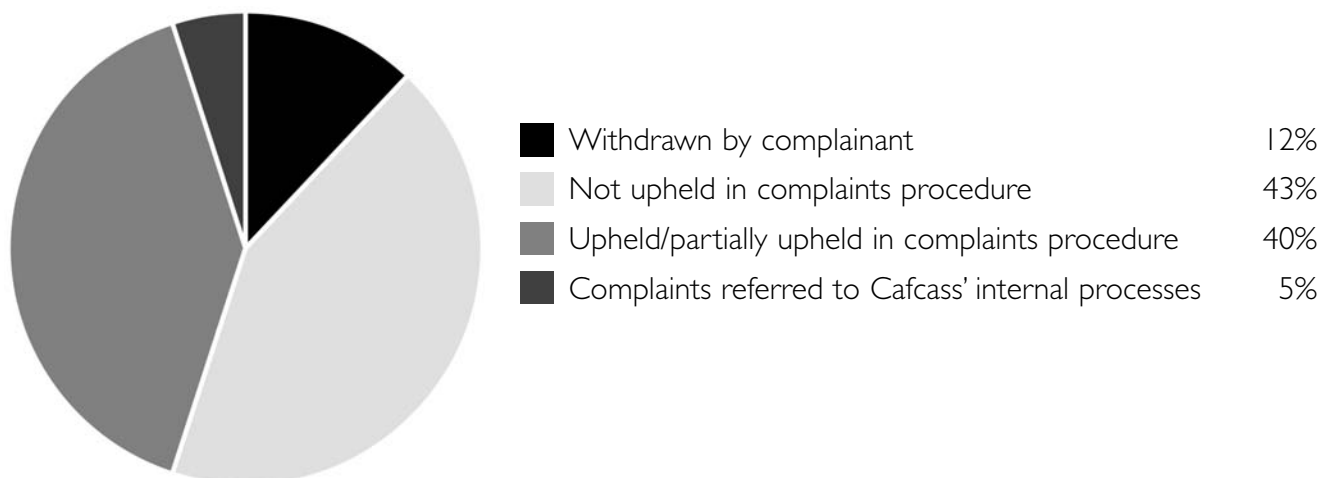 Withdrawn by complainant 12%
Not upheld in complaints procedure 43%
Upheld/partially upheld in complaints procedure 40%
Complaints referred to Cafcass’ internal processes 5%